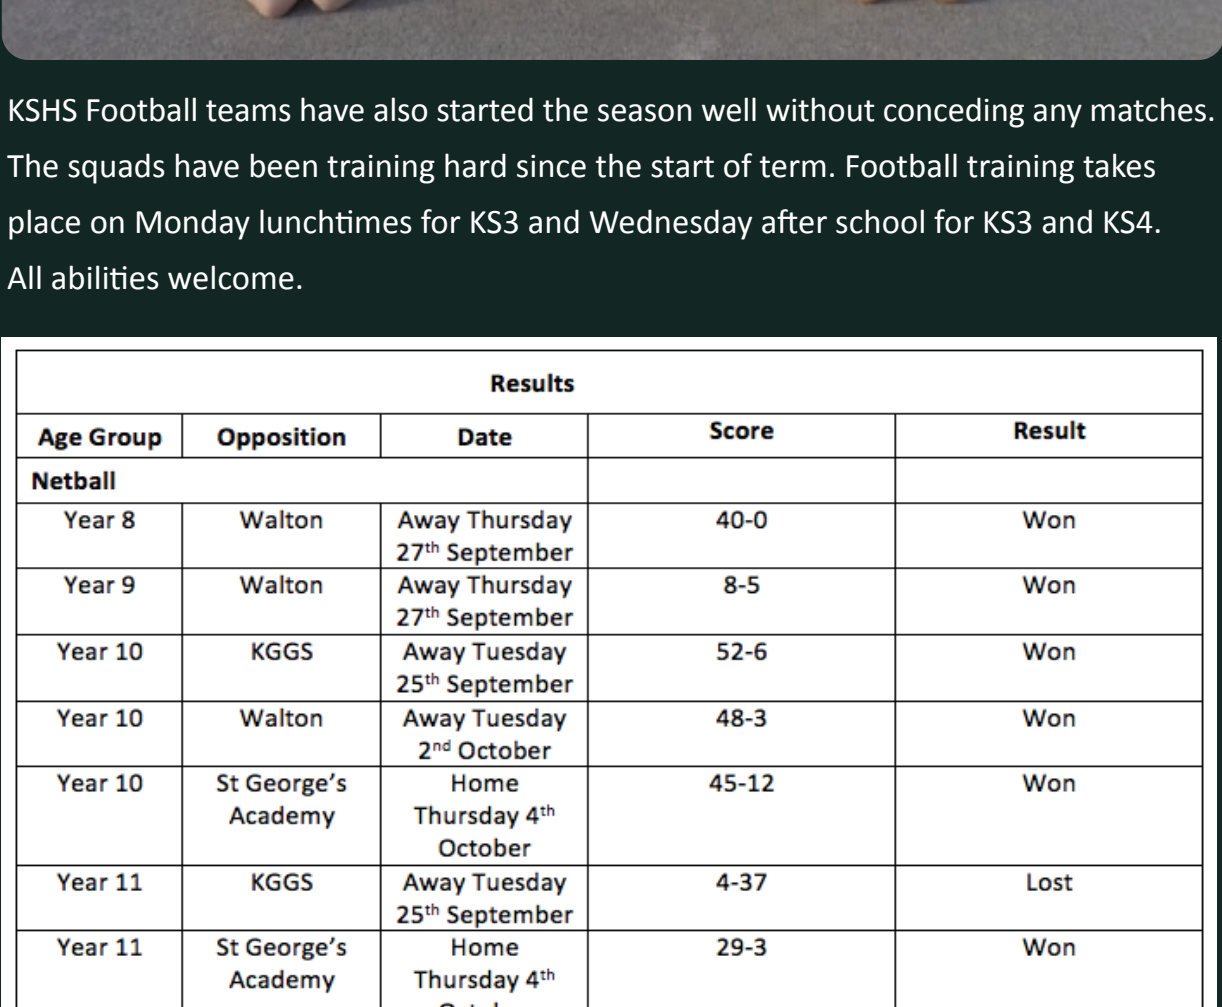 KSHS Football teams have also started the season well without conceding any matches.
The squads have been training hard since the start of term. Football training takes
place on Monday lunchtimes for KS3 and Wednesday after school for KS3 and KS4.
All abilities welcome.
Results
Age Group Opposition Date Score Result
Netball
Year 8 Walton Away Thursday 40-0 Won
27th September
Year 9 Walton Away Thursday 8-5 Won
27th September
Year 10 KGGS Away Tuesday 52-6 Won
25th September
Year 10 Walton Away Tuesday 48-3 Won
2nd October
Year 10 St George’s Home 45-12 Won
Academy Thursday 4th
October
Year 11 KGGS Away Tuesday 4-37 Lost
25th September
Year 11 St George’s Home 29-3 Won
Academy Thursday 4th